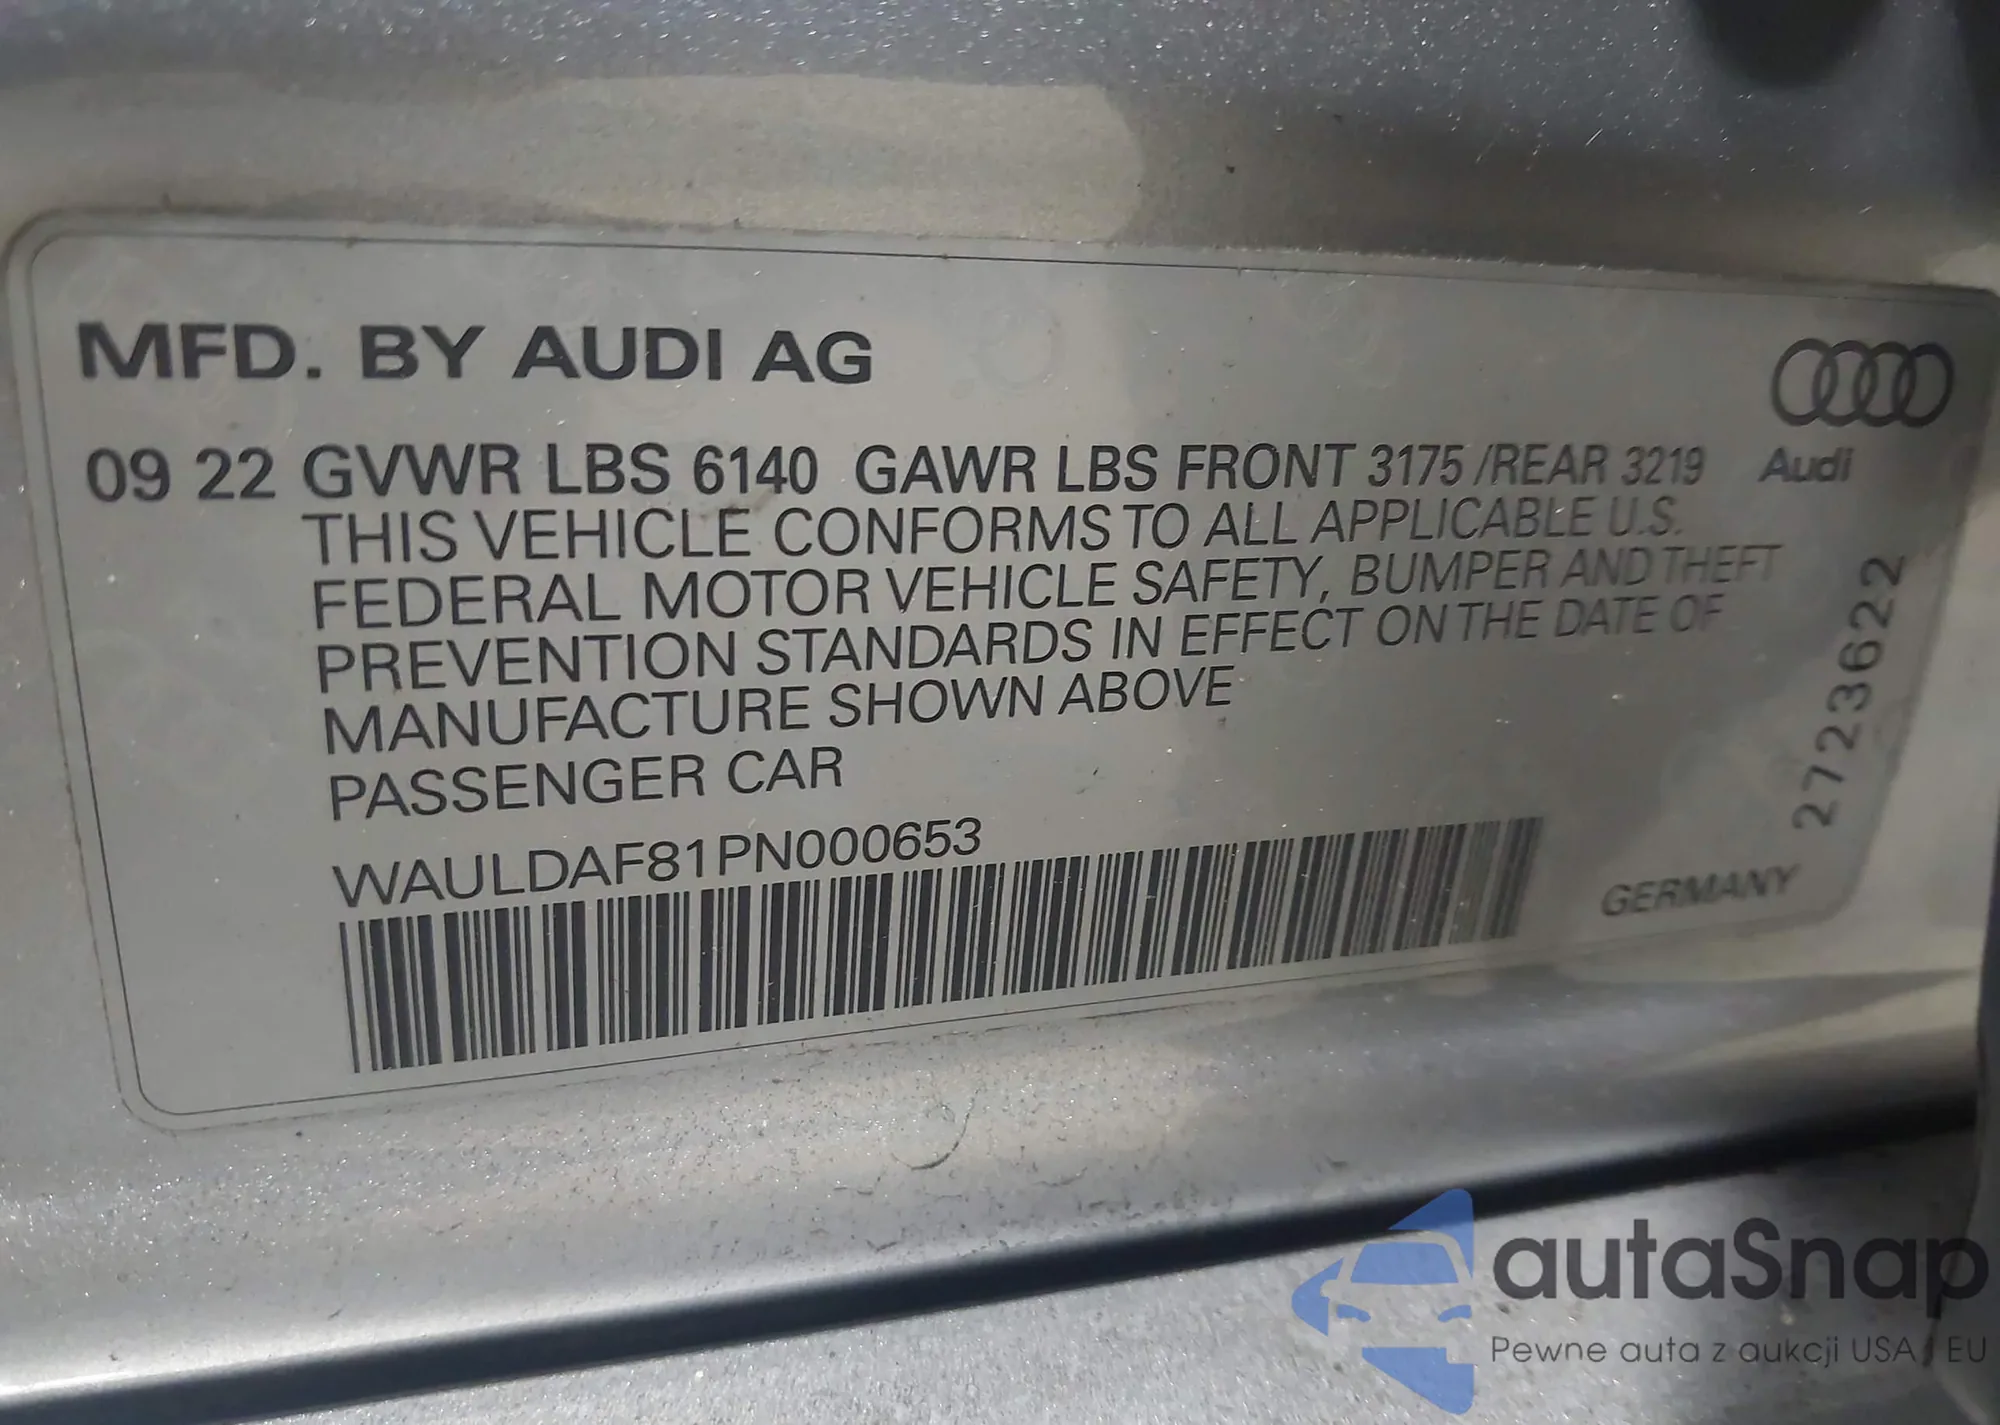 MFD. BY AUDI AG
09 22 GVWR LBS 6140 GAWR LBS FRONT 3175 /REAR 3219
Audi
THIS VEHICLE CONFORMS TO ALL APPLICABLE U.S.
FEDERAL MOTOR VEHICLE SAFETY, BUMPER AND THEFT
PREVENTION STANDARDS IN EFFECT ON THE DATE OF
MANUFACTURE SHOWN ABOVE
PASSENGER CAR
WAULDAF81PN000653
GERMANY
2723622
autaSnap
Pewne auta z aukcji USA / EU